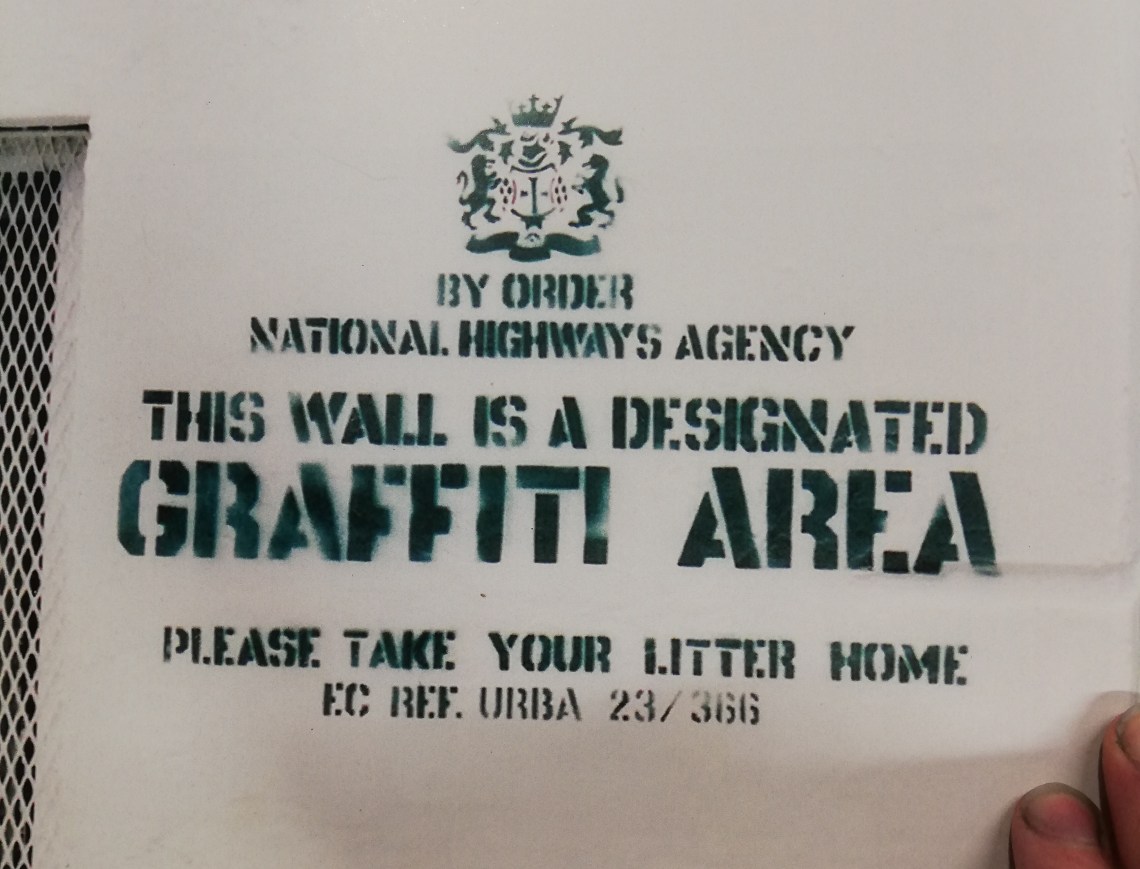 BY ORDER
NATIONAL HIGHWAYS AGENCY
THIS WALL IS A DESIGNATED
GRAFFITI AREA
PLEASE TAKE YOUR LITTER HOME
EC REF. URBA 23/366